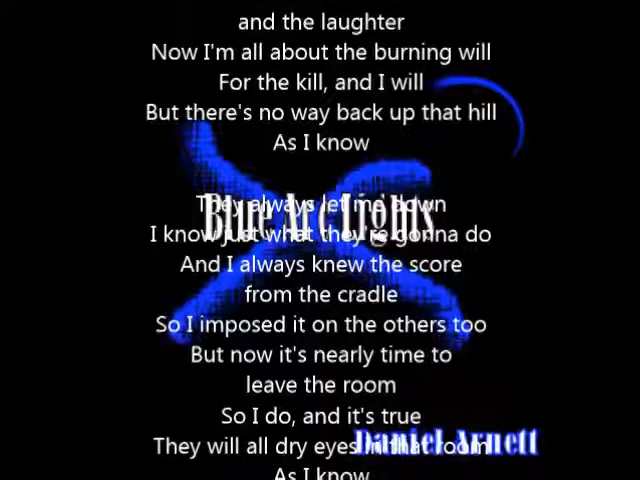 and the laughter
Now I'm all about the burning will
For the kill, and I will
But there's no way back up that hill
As I know
They always let me down
Blue Arc Lights
I know just what they're gonna do
And I always knew the score
from the cradle
So I imposed it on the others too
But now it's nearly time to
leave the room
So I do, and it's true
They will all dry eyes in that room
Daniel Arnett
As I know